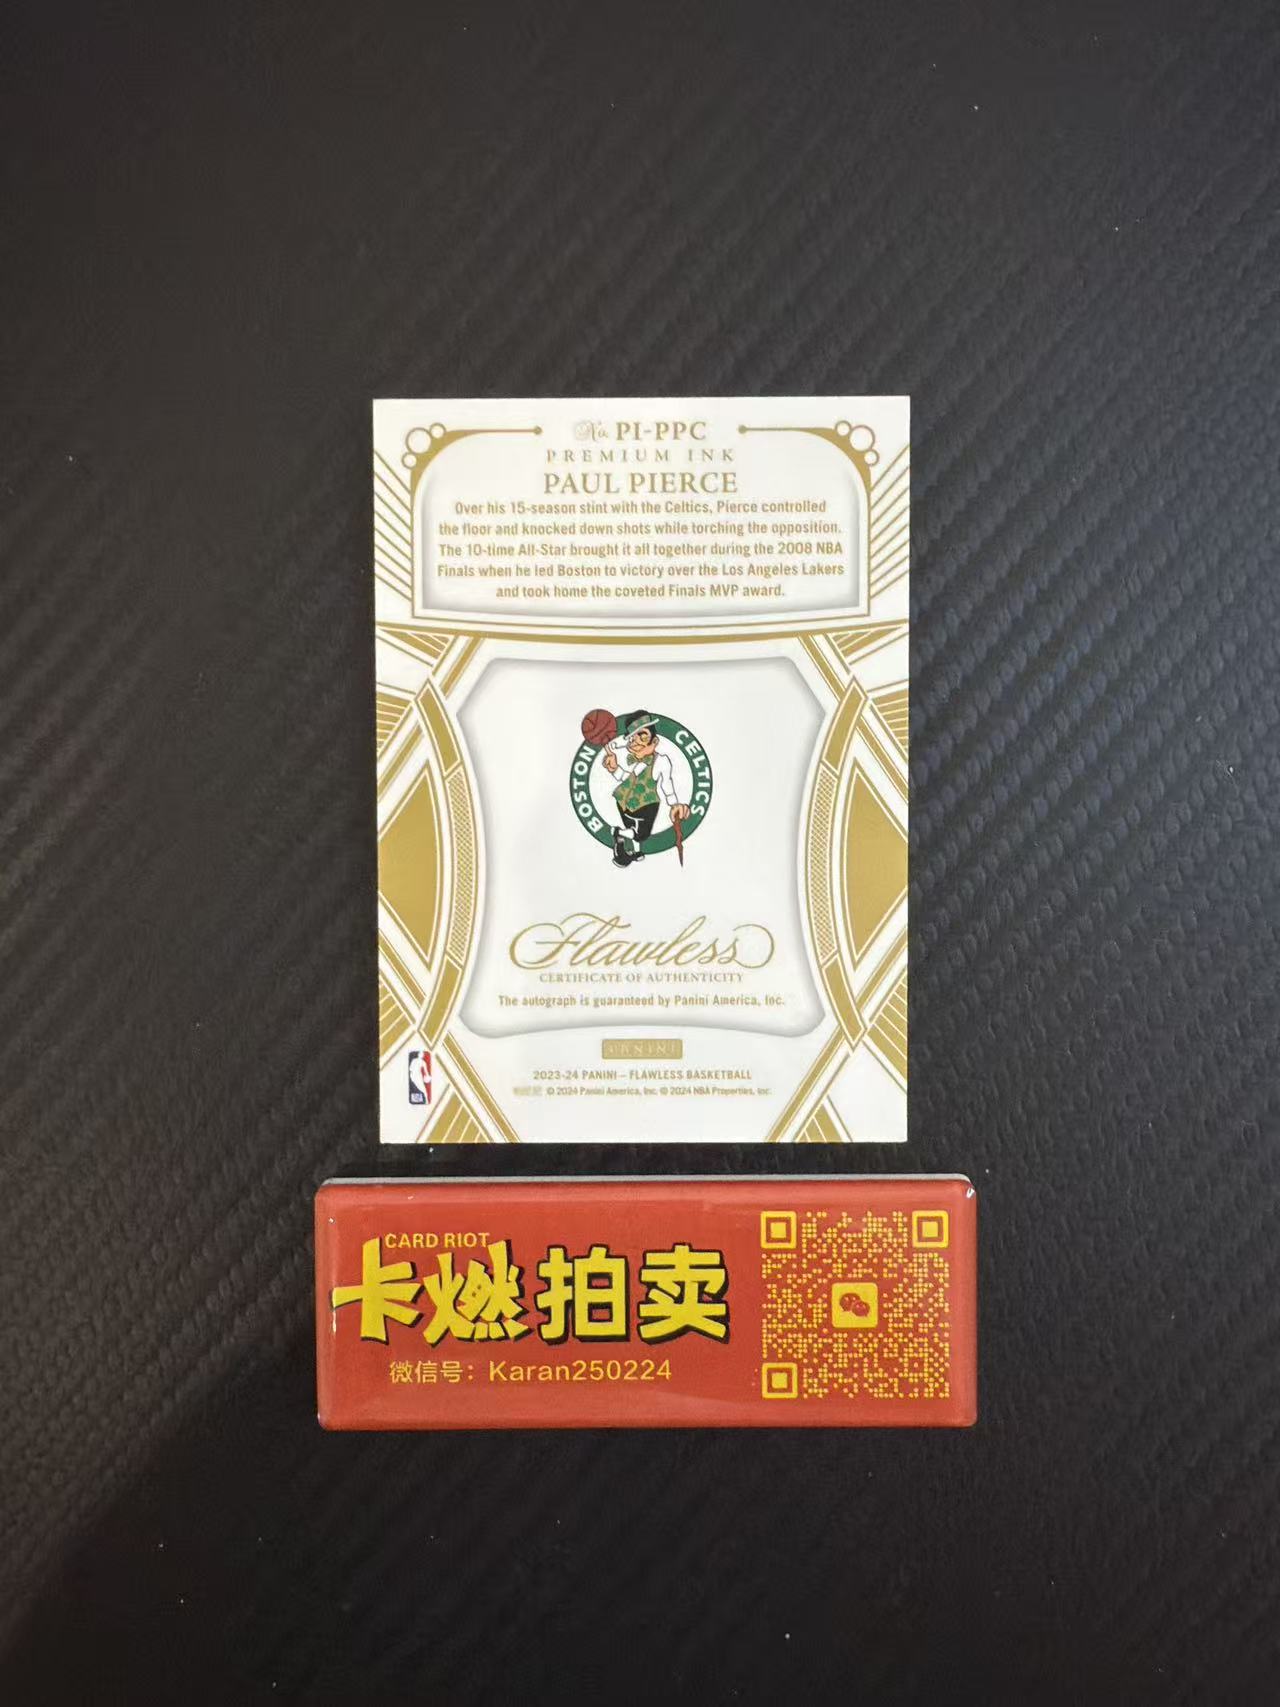 No. PI-PPC
PREMIUM INK
PAUL PIERCE
Over his 15-season stint with the Celtics, Pierce controlled
the floor and knocked down shots while torching the opposition.
The 10-time All-Star brought it all together during the 2008 NBA
Finals when he led Boston to victory over the Los Angeles Lakers
and took home the coveted Finals MVP award.
BOSTON CELTICS
Flawless
CERTIFICATE OF AUTHENTICITY
The autograph is guaranteed by Panini America, Inc.
PANINI
2023-24 PANINI – FLAWLESS BASKETBALL
© 2024 Panini America, Inc. © 2024 NBA Properties, Inc.
NBA
CARD RIOT
卡燃拍卖
微信号：Karan250224